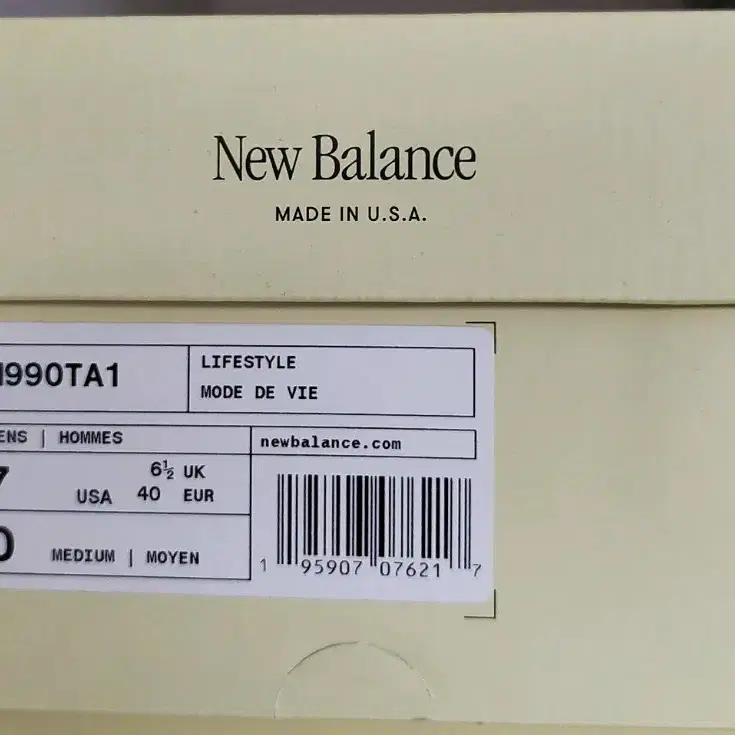 New Balance
MADE IN U.S.A.
990TA1
LIFESTYLE
MODE DE VIE
ENS | HOMMES
newbalance.com
7
6½ UK
USA 40 EUR
MEDIUM | MOYEN
1 95907 07621 7